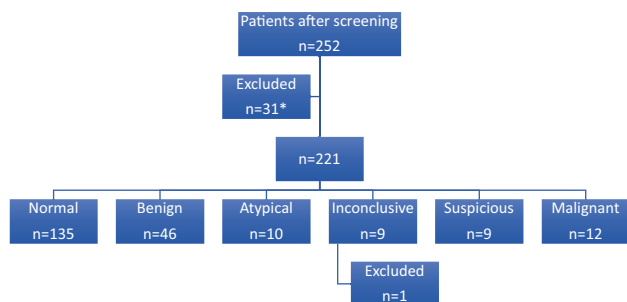 Patients after screening
n=252
Excluded
n=31*
n=221
Normal
n=135
Benign
n=46
Atypical
n=10
Inconclusive
n=9
Suspicious
n=9
Malignant
n=12
Excluded
n=1